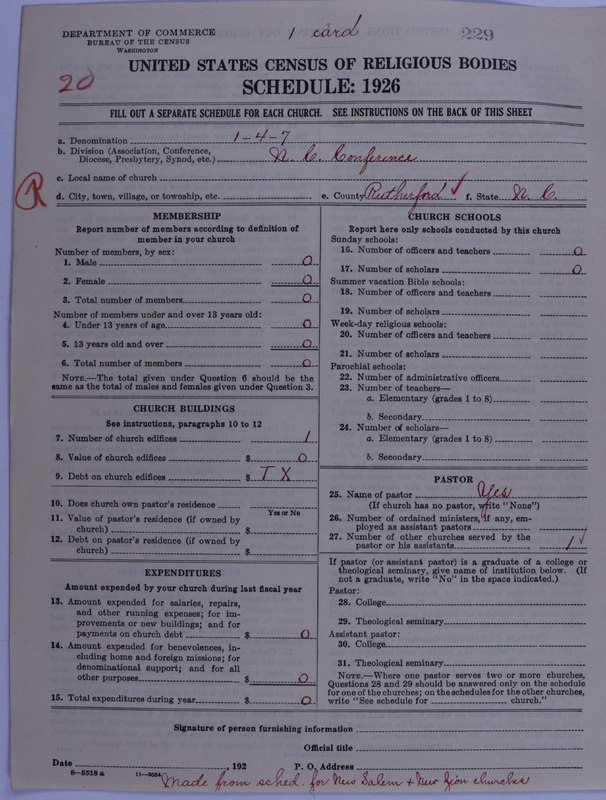 DEPARTMENT OF COMMERCE
BUREAU OF THE CENSUS
WASHINGTON
1 card
229
20
UNITED STATES CENSUS OF RELIGIOUS BODIES
SCHEDULE: 1926
FILL OUT A SEPARATE SCHEDULE FOR EACH CHURCH. SEE INSTRUCTIONS ON THE BACK OF THIS SHEET
a. Denomination 1-4-7
b. Division (Association, Conference,
Diocese, Presbytery, Synod, etc.) N. C. Conference
c. Local name of church
R
d. City, town, village, or township, etc. e. County Rutherford ✓ f. State N. C.
MEMBERSHIP
Report number of members according to definition of
member in your church
Number of members, by sex:
1. Male 0
2. Female 0
3. Total number of members 0
Number of members under and over 13 years old:
4. Under 13 years of age 0
5. 13 years old and over 0
6. Total number of members 0
NOTE.—The total given under Question 6 should be the
same as the total of males and females given under Question 3.
CHURCH BUILDINGS
See instructions, paragraphs 10 to 12
7. Number of church edifices 1
8. Value of church edifices $ 0
9. Debt on church edifices $ TX
10. Does church own pastor's residence
Yes or No
11. Value of pastor's residence (if owned by
church) $
12. Debt on pastor's residence (if owned by
church) $
EXPENDITURES
Amount expended by your church during last fiscal year
13. Amount expended for salaries, repairs,
and other running expenses; for im-
provements or new buildings; and for
payments on church debt $ 0
14. Amount expended for benevolences, in-
cluding home and foreign missions; for
denominational support; and for all
other purposes $ 0
15. Total expenditures during year $ 0
CHURCH SCHOOLS
Report here only schools conducted by this church
Sunday schools:
16. Number of officers and teachers 0
17. Number of scholars 0
Summer vacation Bible schools:
18. Number of officers and teachers
19. Number of scholars
Week-day religious schools:
20. Number of officers and teachers
21. Number of scholars
Parochial schools:
22. Number of administrative officers
23. Number of teachers—
a. Elementary (grades 1 to 8)
b. Secondary
24. Number of scholars—
a. Elementary (grades 1 to 8)
b. Secondary
PASTOR
25. Name of pastor Yes
(If church has no pastor, write "None")
26. Number of ordained ministers, if any, em-
ployed as assistant pastors
27. Number of other churches served by the
pastor or his assistants 1 ✓
If pastor (or assistant pastor) is a graduate of a college or
theological seminary, give name of institution below. (If
not a graduate, write "No" in the space indicated.)
Pastor:
28. College
29. Theological seminary
Assistant pastor:
30. College
31. Theological seminary
NOTE.—Where one pastor serves two or more churches,
Questions 28 and 29 should be answered only on the schedule
for one of the churches; on the schedules for the other churches,
write "See schedule for church."
Signature of person furnishing information
Official title
Date , 192 P. O. Address
8-5318 a 11-9084
Made from sched. for New Salem + New Zion churches